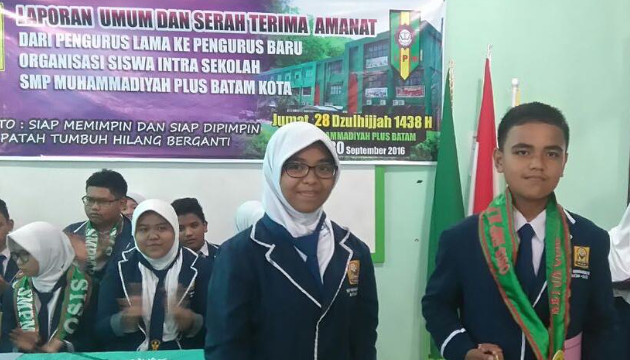 LAPORAN UMUM DAN SERAH TERIMA AMANAT
DARI PENGURUS LAMA KE PENGURUS BARU
ORGANISASI SISWA INTRA SEKOLAH
SMP MUHAMMADIYAH PLUS BATAM KOTA
TO : SIAP MEMIMPIN DAN SIAP DIPIMPIN
PATAH TUMBUH HILANG BERGANTI
Jumat, 28 Dzulhijjah 1438 H
MMADIYAH PLUS BATAM
0 September 2016